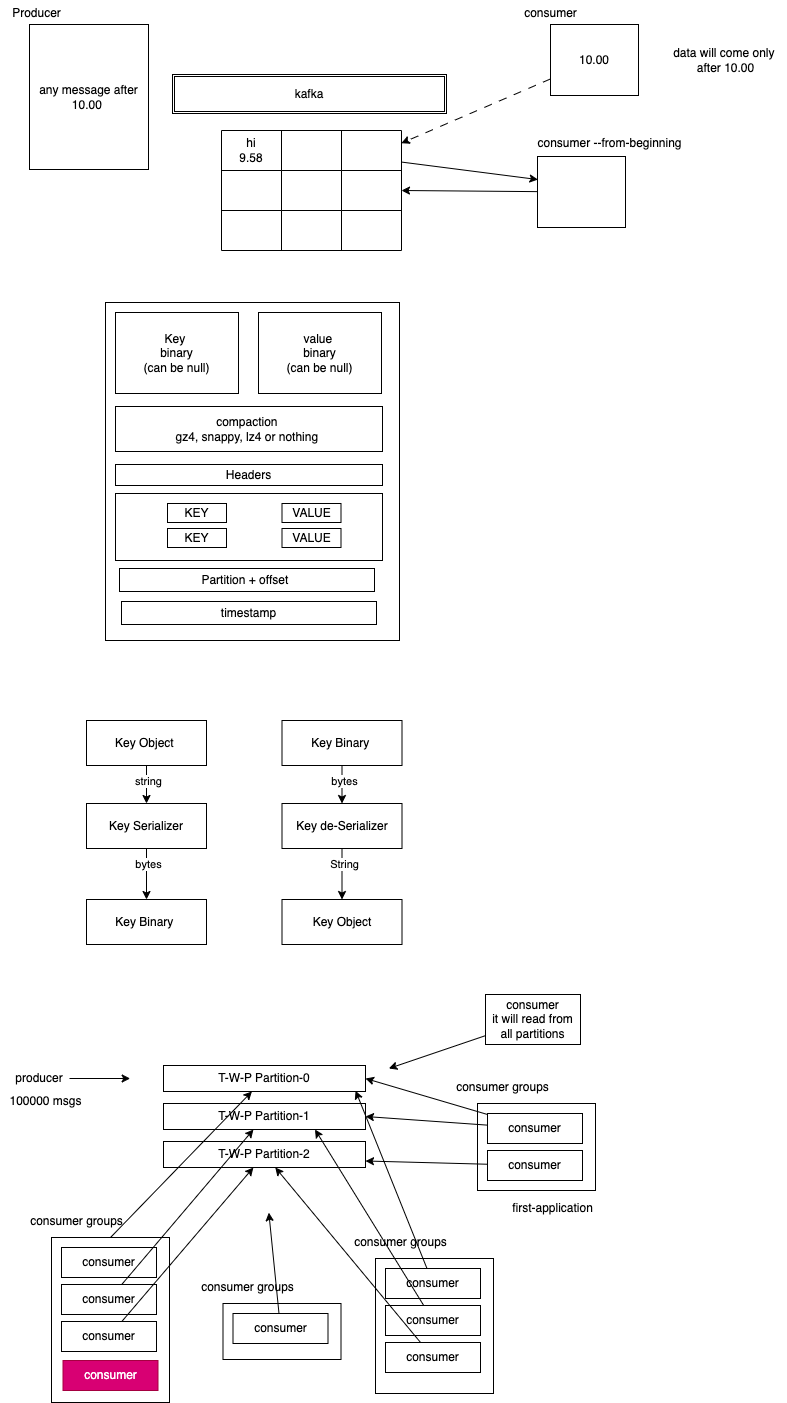 Producer
consumer
any message after
10.00
10.00
data will come only
after 10.00
kafka
hi
9.58
consumer --from-beginning
Key
binary
(can be null)
value
binary
(can be null)
compaction
gz4, snappy, lz4 or nothing
Headers
KEY
VALUE
KEY
VALUE
Partition + offset
timestamp
Key Object
Key Binary
string
bytes
Key Serializer
Key de-Serializer
bytes
String
Key Binary
Key Object
consumer
it will read from
all partitions
producer
100000 msgs
T-W-P Partition-0
T-W-P Partition-1
T-W-P Partition-2
consumer groups
consumer
consumer
first-application
consumer groups
consumer
consumer
consumer
consumer
consumer groups
consumer
consumer groups
consumer
consumer
consumer